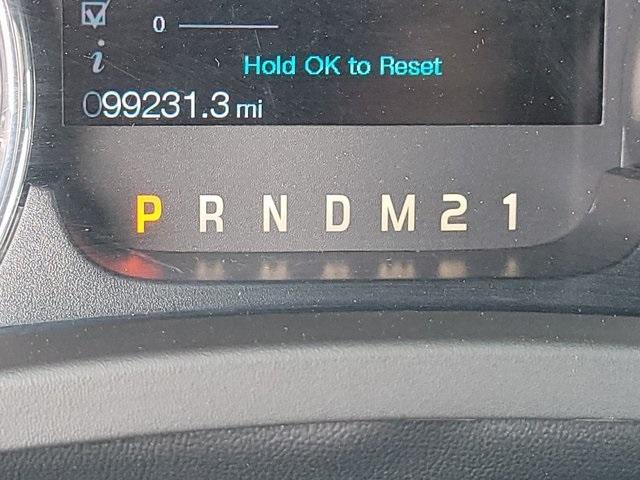 0
i
Hold OK to Reset
099231.3 mi
P R N D M 2 1